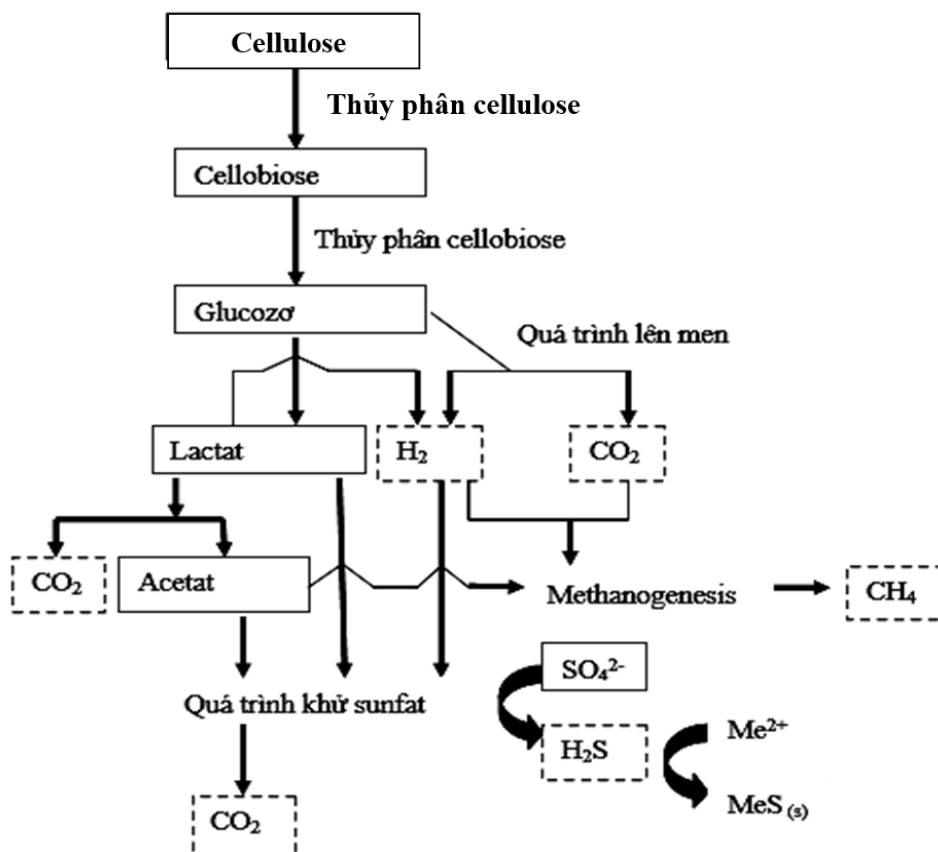 Cellulose
Thủy phân cellulose
Cellobiose
Thủy phân cellobiose
Glucozơ
Quá trình lên men
Lactat
H₂
CO₂
CO₂
Acetat
Methanogenesis
CH₄
SO₄²⁻
Quá trình khử sunfat
Me²⁺
H₂S
MeS (s)
CO₂